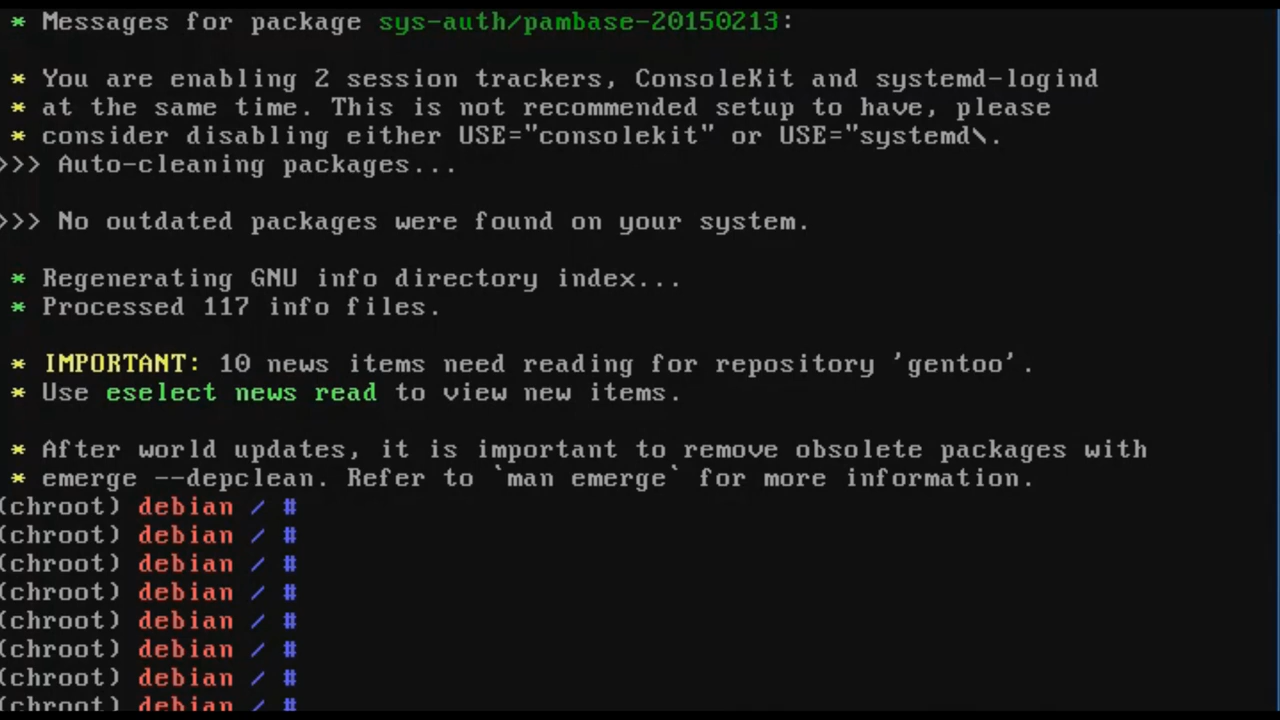 * Messages for package sys-auth/pambase-20150213:
* You are enabling 2 session trackers, ConsoleKit and systemd-logind
* at the same time. This is not recommended setup to have, please
* consider disabling either USE="consolekit" or USE="systemd\.
>>> Auto-cleaning packages...
>>> No outdated packages were found on your system.
* Regenerating GNU info directory index...
* Processed 117 info files.
* IMPORTANT: 10 news items need reading for repository 'gentoo'.
* Use eselect news read to view new items.
* After world updates, it is important to remove obsolete packages with
* emerge --depclean. Refer to `man emerge` for more information.
(chroot) debian / #
(chroot) debian / #
(chroot) debian / #
(chroot) debian / #
(chroot) debian / #
(chroot) debian / #
(chroot) debian / #
(chroot) debian / #